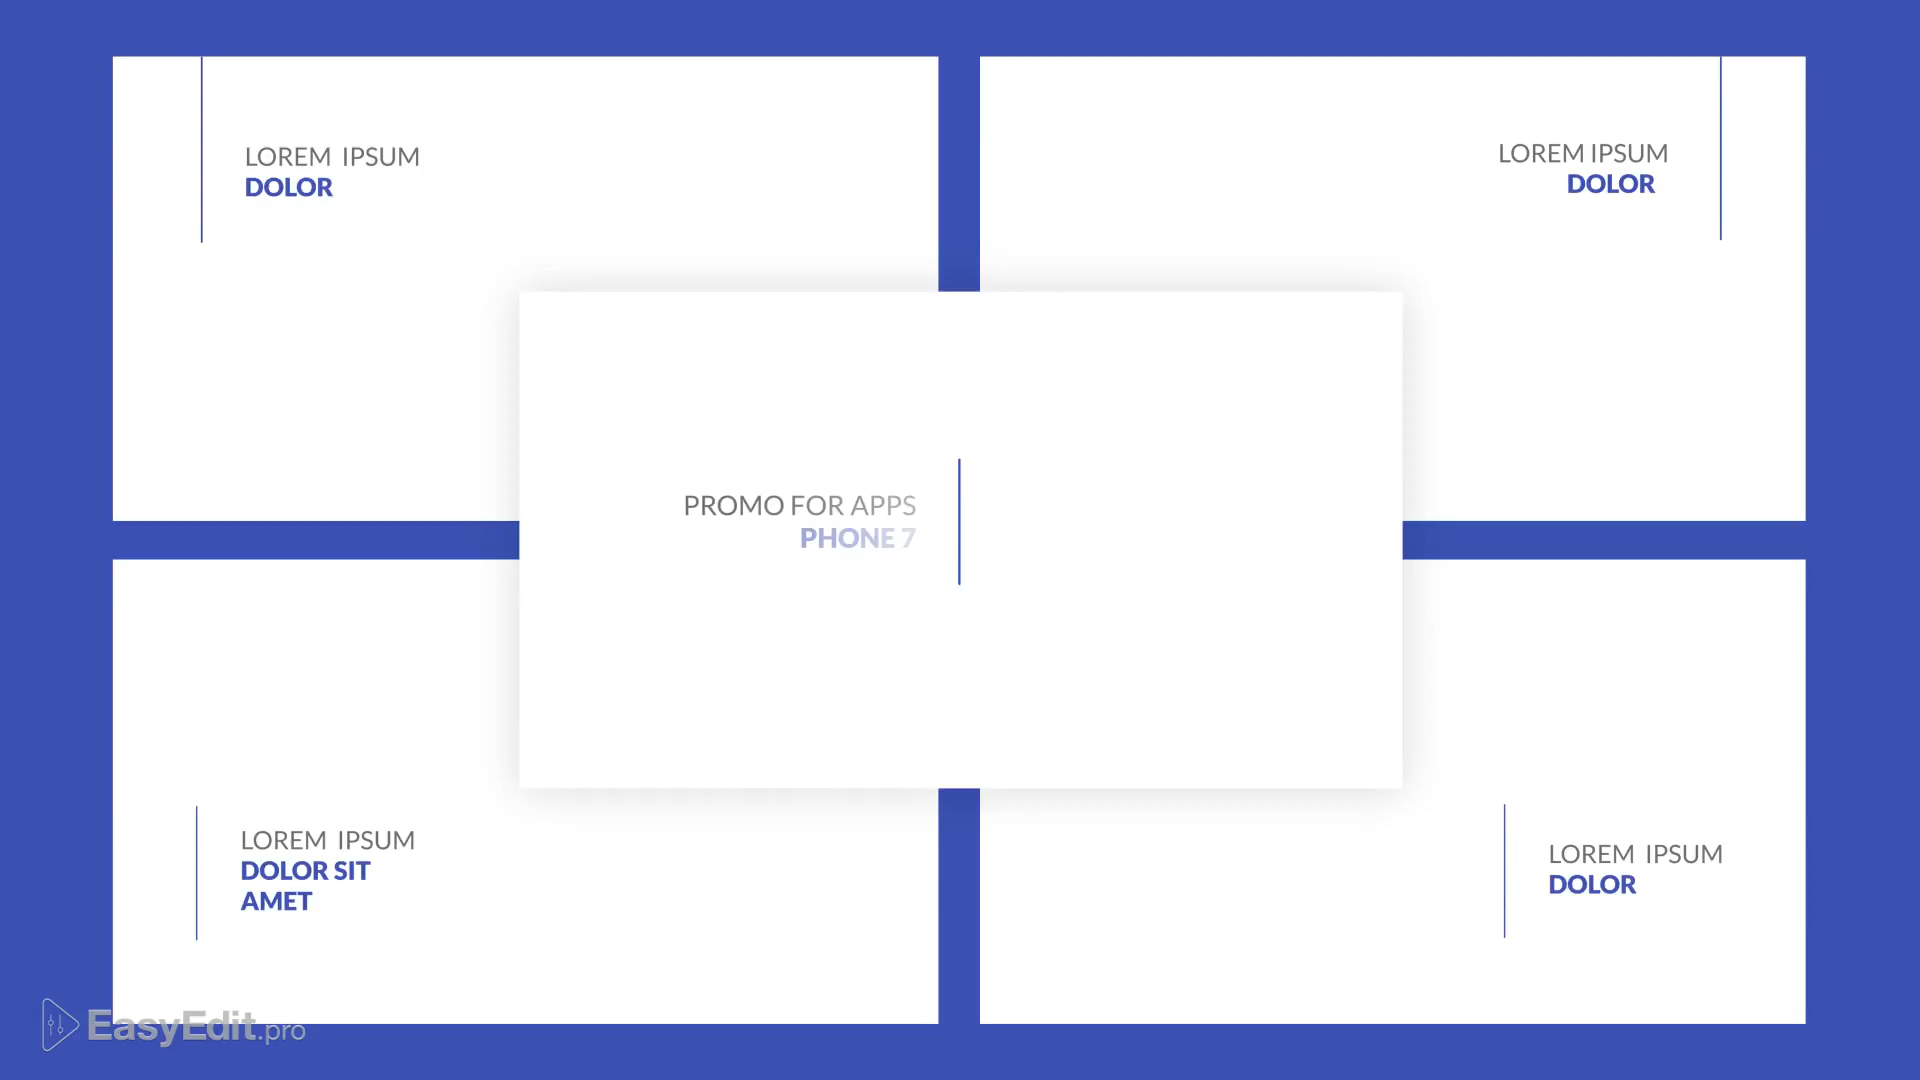 LOREM IPSUM
DOLOR
LOREM IPSUM
DOLOR
PROMO FOR APPS
PHONE 7
LOREM IPSUM
DOLOR SIT
AMET
LOREM IPSUM
DOLOR
EasyEdit.pro